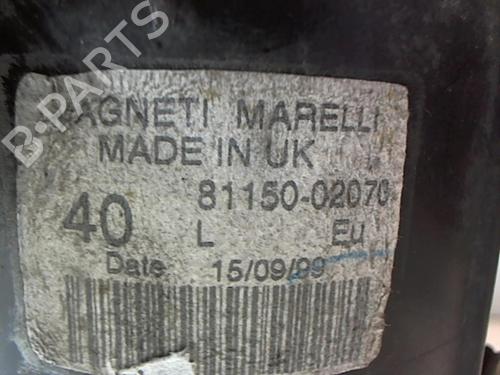 B-PARTS
AGNETI MARELLI
MADE IN UK
40 81150-02070
L Eu
Date 15/09/99